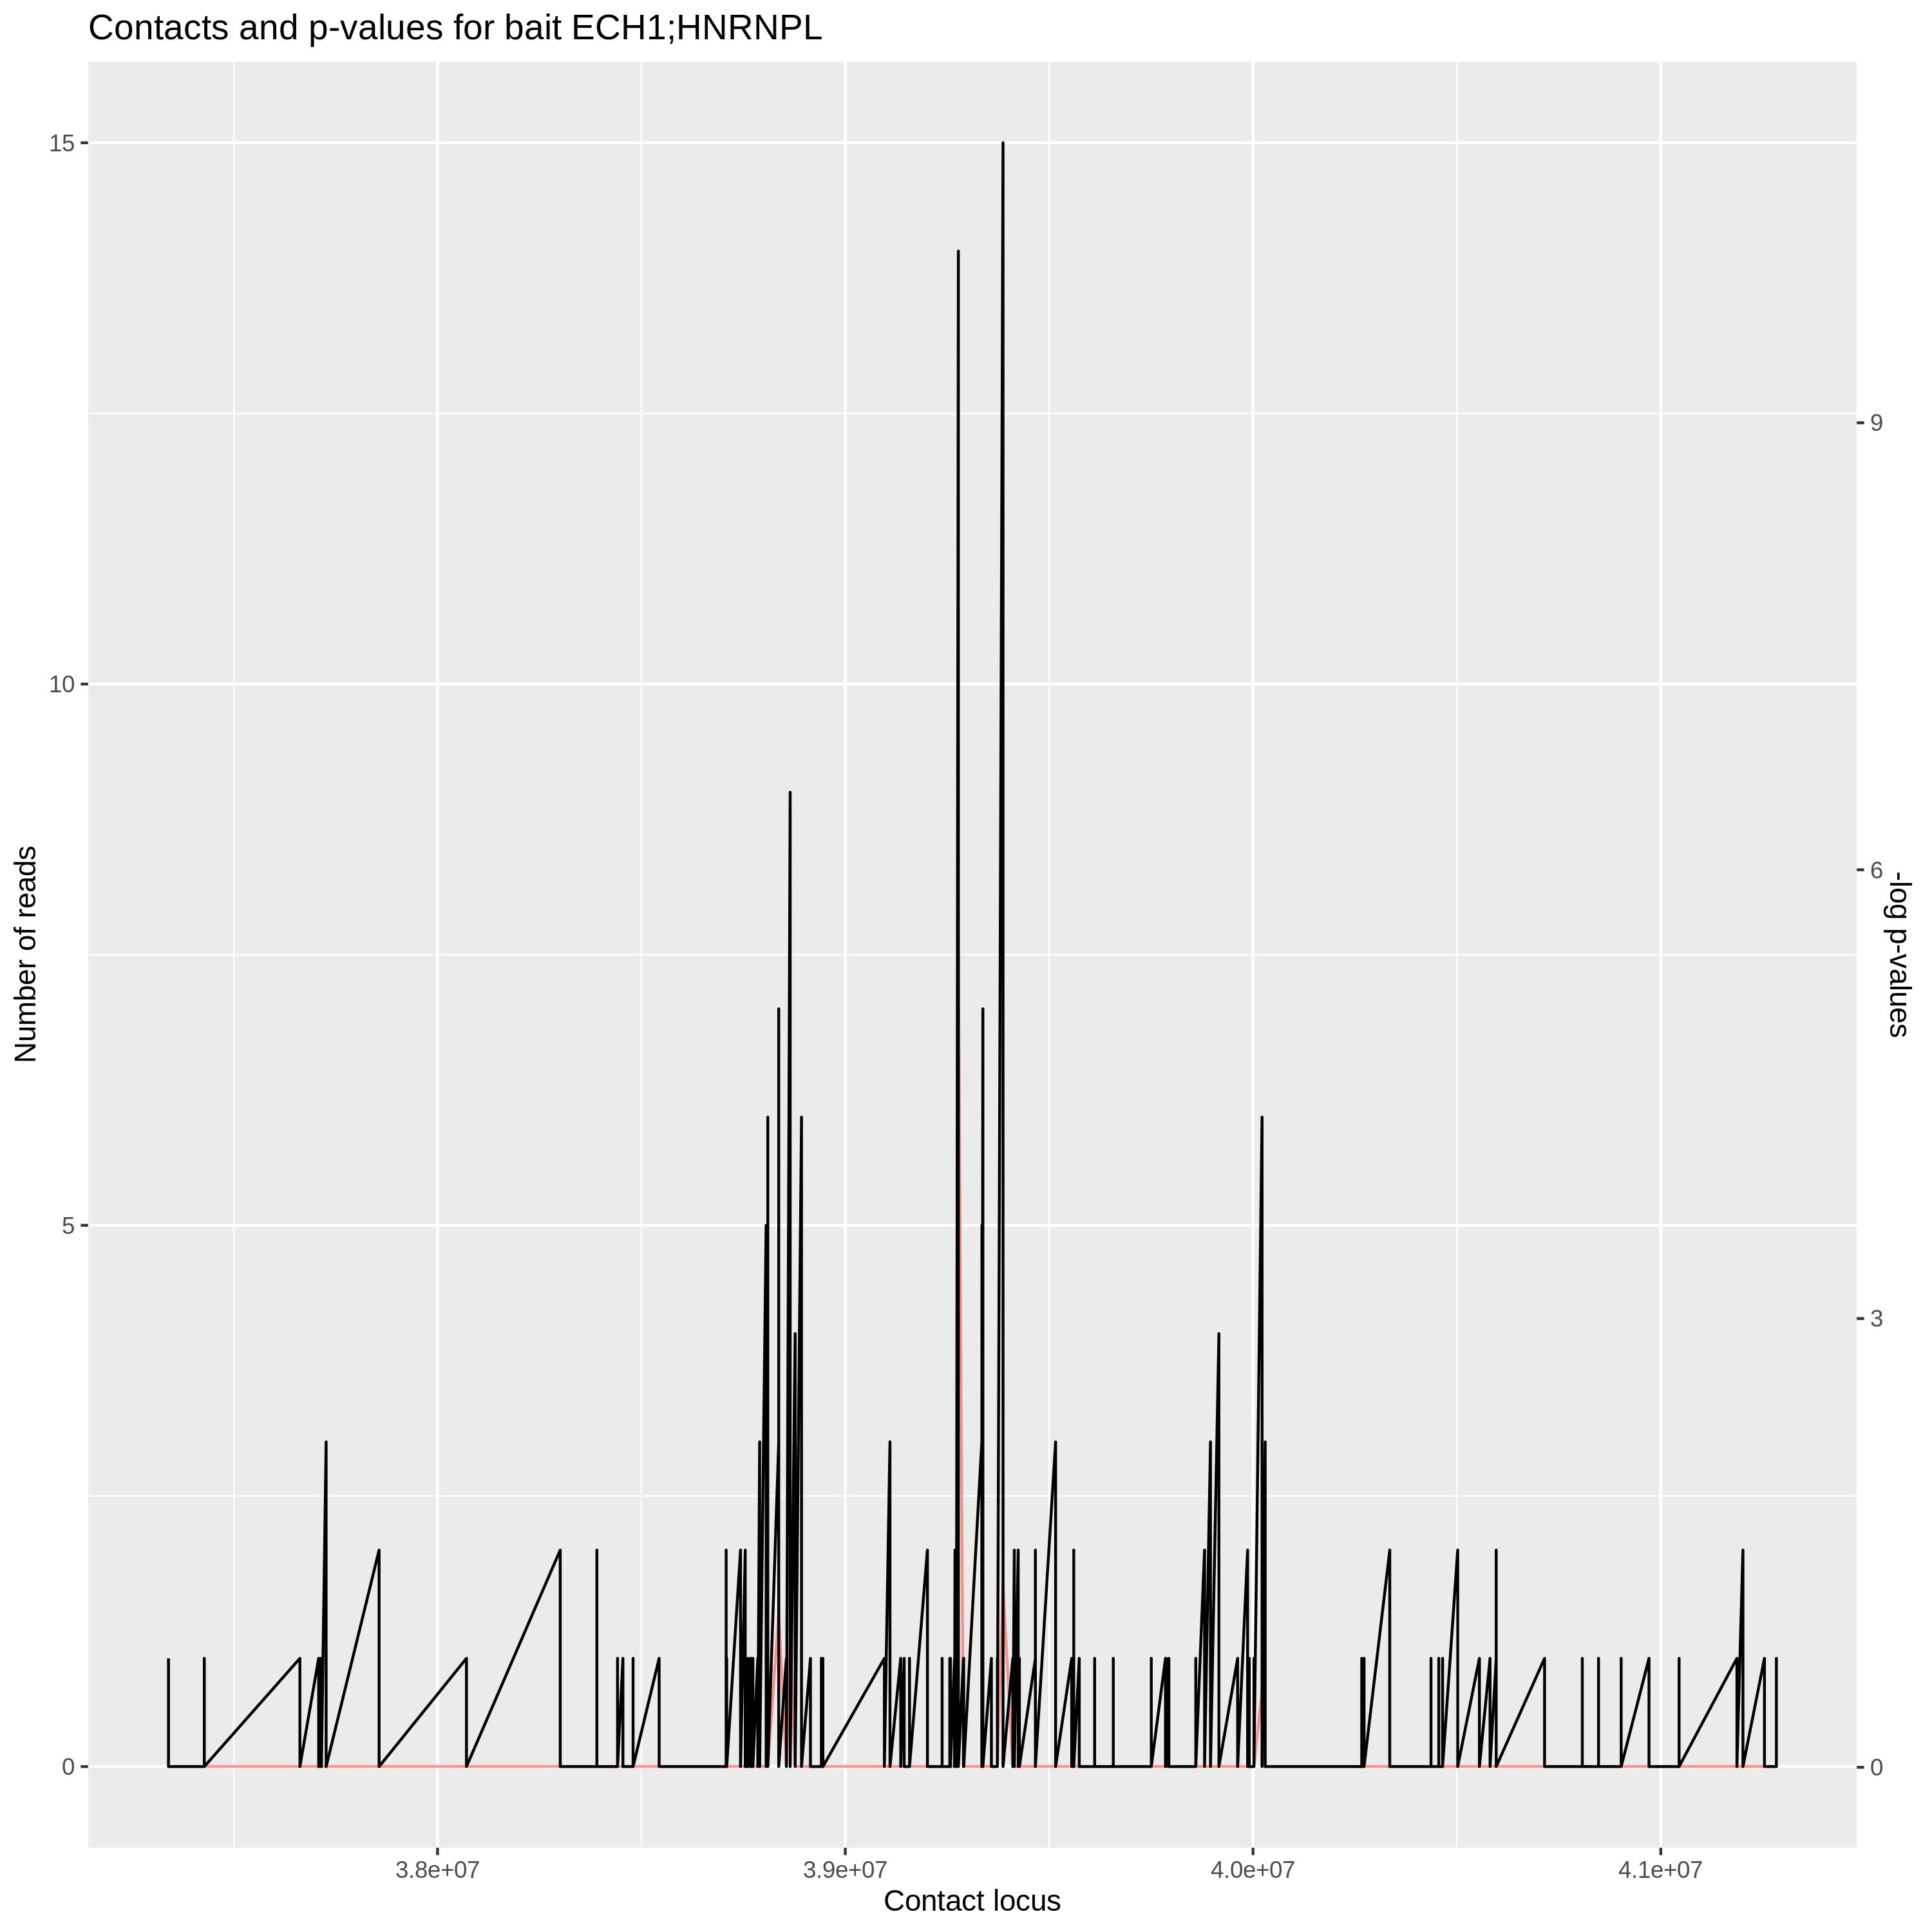 Contacts and p-values for bait ECH1;HNRNPL
15
10
5
0
9
6
3
0
Number of reads
-log p-values
3.8e+07
3.9e+07
4.0e+07
4.1e+07
Contact locus